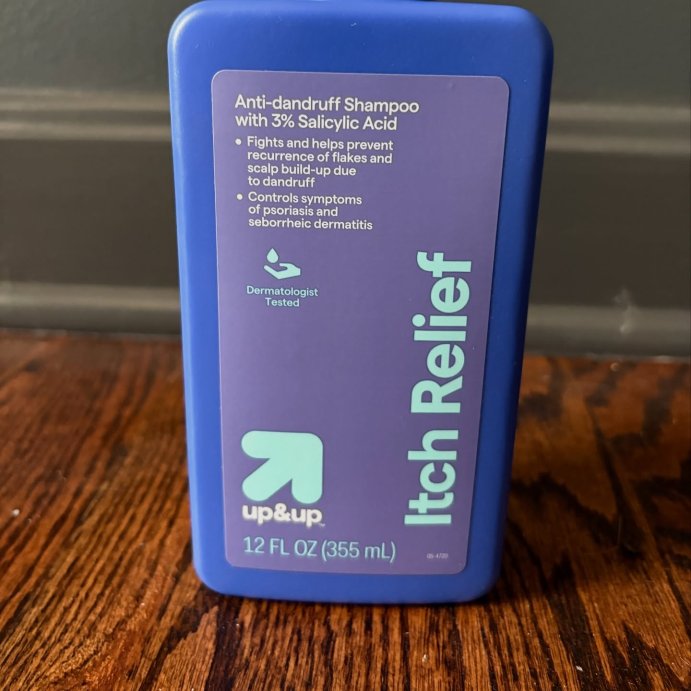 Anti-dandruff Shampoo
with 3% Salicylic Acid
• Fights and helps prevent
recurrence of flakes and
scalp build-up due
to dandruff
• Controls symptoms
of psoriasis and
seborrheic dermatitis
Dermatologist
Tested
Itch Relief
up&up
12 FL OZ (355 mL)